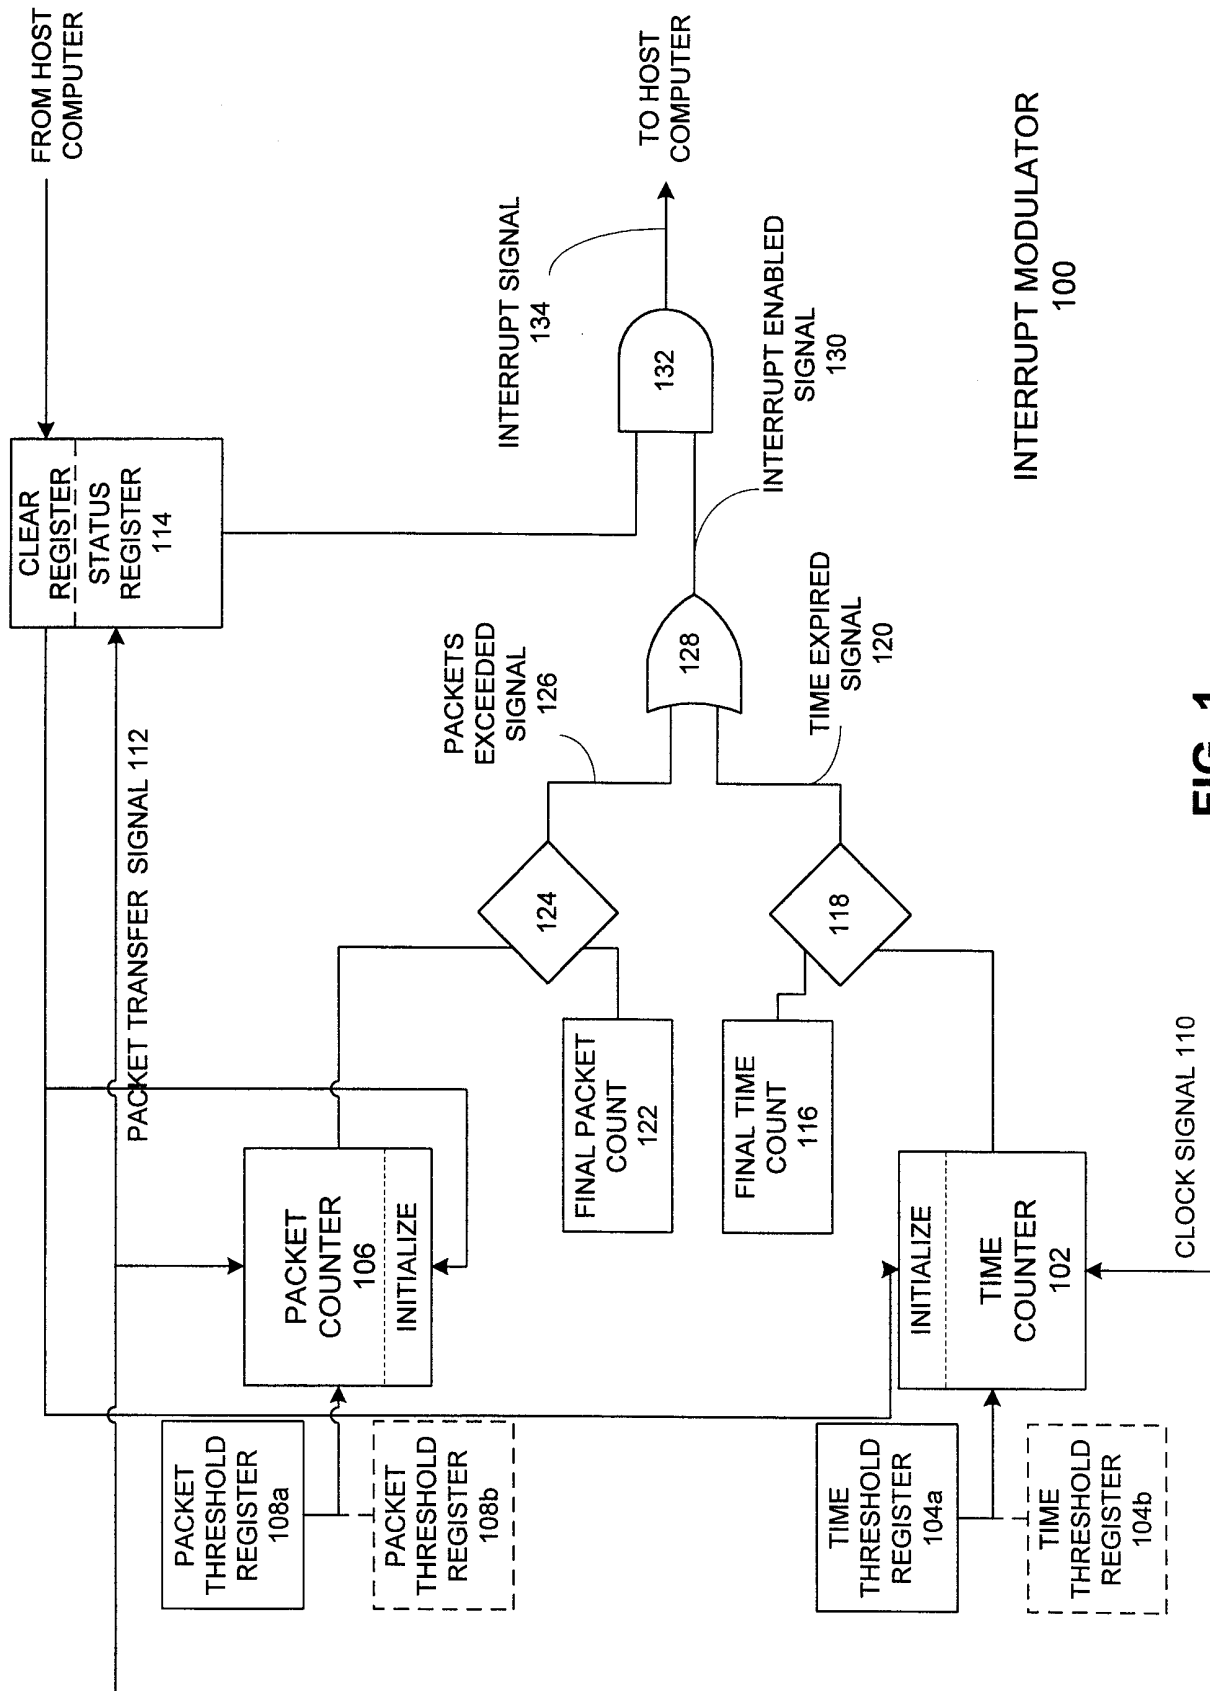 FROM HOST
COMPUTER
CLEAR
REGISTER
STATUS
REGISTER
114
PACKET TRANSFER SIGNAL 112
PACKET
THRESHOLD
REGISTER
108a
PACKET
THRESHOLD
REGISTER
108b
PACKET
COUNTER
106
INITIALIZE
FINAL PACKET
COUNT
122
124
PACKETS
EXCEEDED
SIGNAL
126
INTERRUPT SIGNAL
134
TO HOST
COMPUTER
128
132
INTERRUPT ENABLED
SIGNAL
130
TIME EXPIRED
SIGNAL
120
FINAL TIME
COUNT
116
118
TIME
THRESHOLD
REGISTER
104a
TIME
THRESHOLD
REGISTER
104b
INITIALIZE
TIME
COUNTER
102
CLOCK SIGNAL 110
INTERRUPT MODULATOR
100
FIG. 1